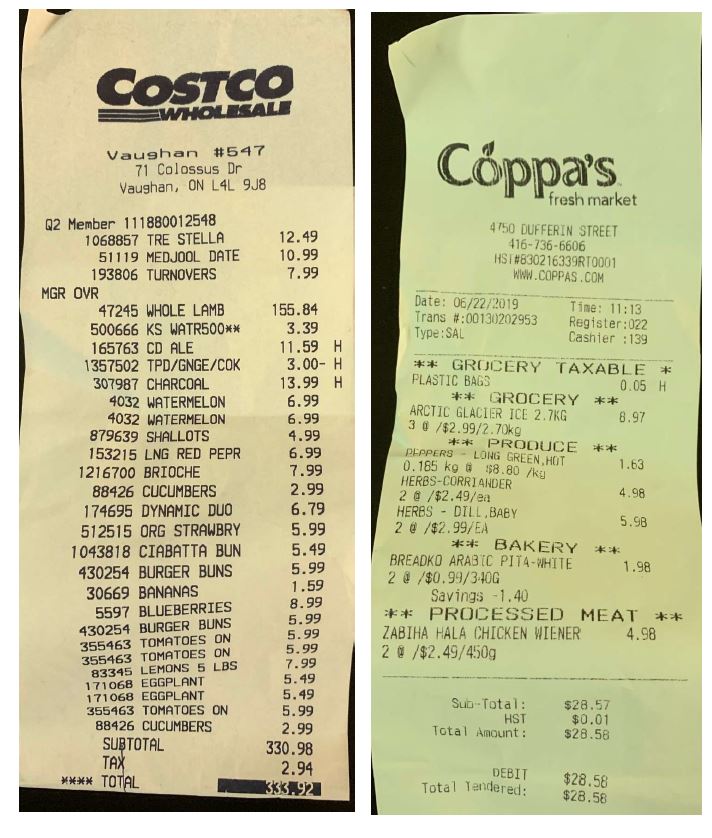 COSTCO
WHOLESALE
Vaughan #547
71 Colossus Dr
Vaughan, ON L4L 9J8
Q2 Member 111880012548
1068857 TRE STELLA 12.49
51119 MEDJOOL DATE 10.99
193806 TURNOVERS 7.99
MGR OVR
47245 WHOLE LAMB 155.84
500666 KS WATR500** 3.39
165763 CD ALE 11.59 H
1357502 TPD/GNGE/COK 3.00- H
307987 CHARCOAL 13.99 H
4032 WATERMELON 6.99
4032 WATERMELON 6.99
879639 SHALLOTS 4.99
153215 LNG RED PEPR 6.99
1216700 BRIOCHE 7.99
88426 CUCUMBERS 2.99
174695 DYNAMIC DUO 6.79
512515 ORG STRAWBRY 5.99
1043818 CIABATTA BUN 5.49
430254 BURGER BUNS 5.99
30669 BANANAS 1.59
5597 BLUEBERRIES 8.99
430254 BURGER BUNS 5.99
355463 TOMATOES ON 5.99
355463 TOMATOES ON 5.99
83345 LEMONS 5 LBS 7.99
171068 EGGPLANT 5.49
171068 EGGPLANT 5.49
355463 TOMATOES ON 5.99
88426 CUCUMBERS 2.99
SUBTOTAL 330.98
TAX 2.94
**** TOTAL 333.92
Coppa's
fresh market
4750 DUFFERIN STREET
416-736-6606
HST#830216339RT0001
WWW.COPPAS.COM
Date: 06/22/2019 Time: 11:13
Trans #:00130202953 Register:022
Type:SAL Cashier :139
** GROCERY TAXABLE *
PLASTIC BAGS 0.05 H
** GROCERY **
ARCTIC GLACIER ICE 2.7KG 8.97
3 @ /$2.99/2.70kg
** PRODUCE **
PEPPERS - LONG GREEN,HOT
0.185 kg @ $8.80 /kg 1.63
HERBS-CORRIANDER
2 @ /$2.49/ea 4.98
HERBS - DILL,BABY
2 @ /$2.99/EA 5.98
** BAKERY **
BREADKO ARABIC PITA-WHITE 1.98
2 @ /$0.99/340G
Savings -1.40
** PROCESSED MEAT **
ZABIHA HALA CHICKEN WIENER 4.98
2 @ /$2.49/450g
Sub-Total: $28.57
HST $0.01
Total Amount: $28.58
DEBIT $28.58
Total Tendered: $28.58